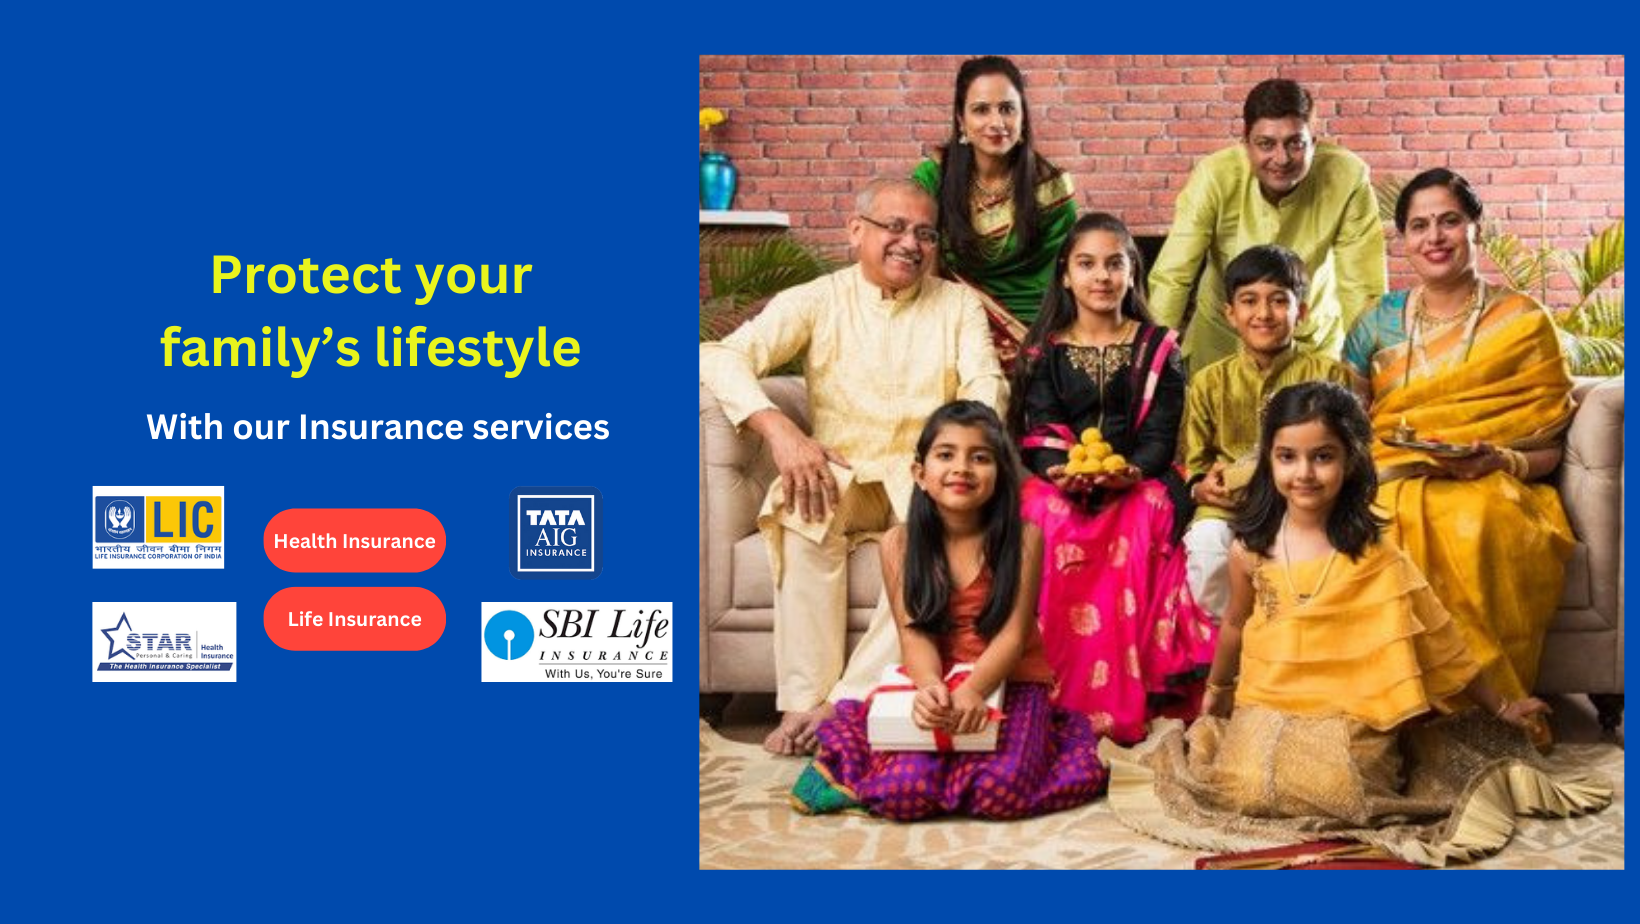 Protect your
family’s lifestyle
With our Insurance services
LIC
भारतीय जीवन बीमा निगम
LIFE INSURANCE CORPORATION OF INDIA
Health Insurance
TATA
AIG
INSURANCE
Life Insurance
STAR
Health
Insurance
Personal & Caring
The Health Insurance Specialist
SBI Life
INSURANCE
With Us, You're Sure